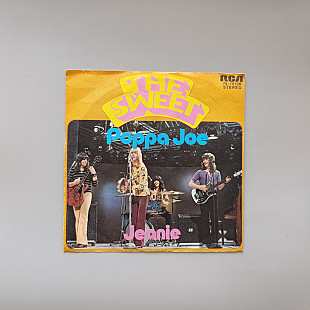 THE
SWEET
RCA
STEREO
Poppa Joe
Jeanie